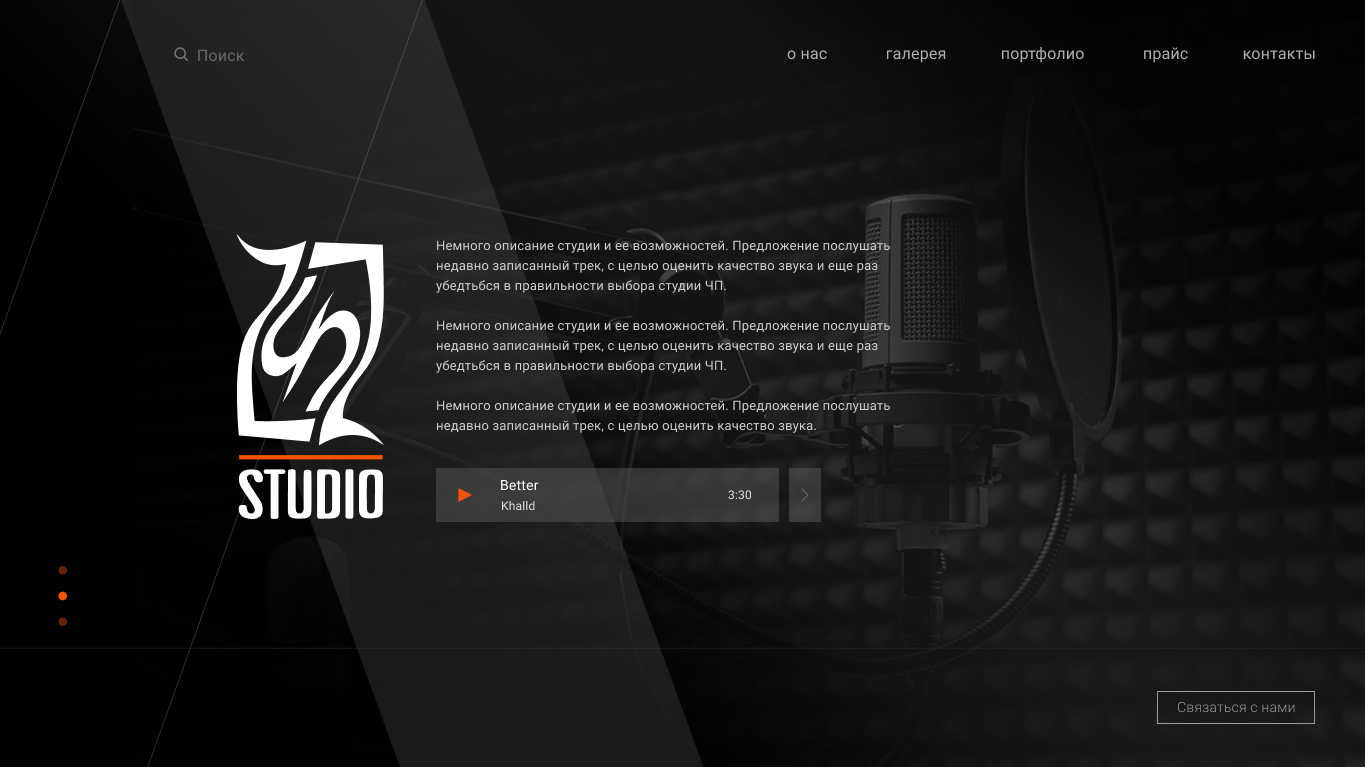 Поиск
о нас
галерея
портфолио
прайс
контакты
Немного описание студии и ее возможностей. Предложение послушать
недавно записанный трек, с целью оценить качество звука и еще раз
убедтьбся в правильности выбора студии ЧП.
Немного описание студии и ее возможностей. Предложение послушать
недавно записанный трек, с целью оценить качество звука и еще раз
убедтьбся в правильности выбора студии ЧП.
Немного описание студии и ее возможностей. Предложение послушать
недавно записанный трек, с целью оценить качество звука.
ЧП
STUDIO
Better
Khalld
3:30
Связаться с нами